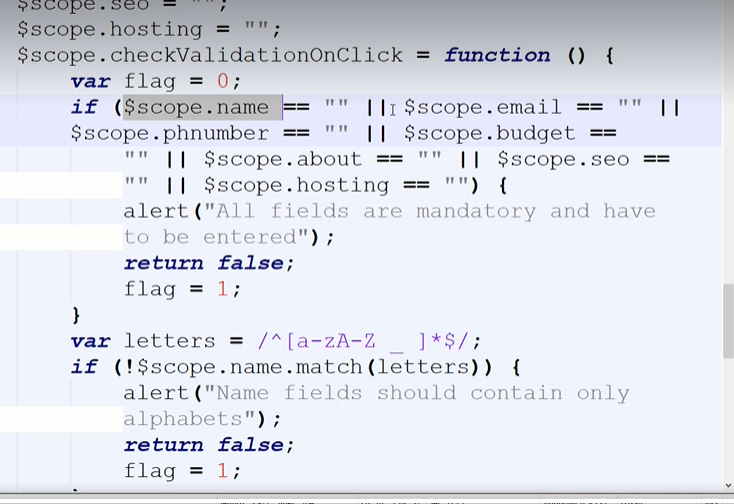 $scope.seo = "";
$scope.hosting = "";
$scope.checkValidationOnClick = function () {
var flag = 0;
if ($scope.name == "" || $scope.email == "" ||
$scope.phnumber == "" || $scope.budget ==
"" || $scope.about == "" || $scope.seo ==
"" || $scope.hosting == "") {
alert("All fields are mandatory and have
to be entered");
return false;
flag = 1;
}
var letters = /^[a-zA-Z _ ]*$/;
if (!$scope.name.match(letters)) {
alert("Name fields should contain only
alphabets");
return false;
flag = 1;